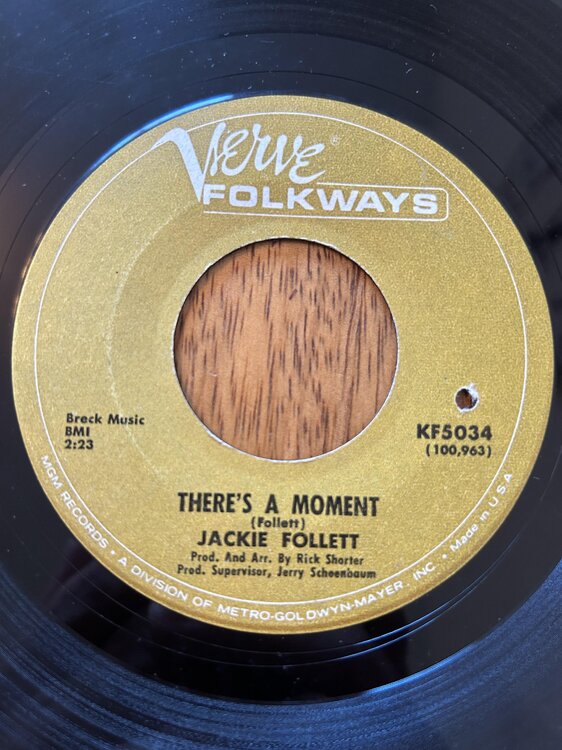 Verve®
FOLKWAYS
Breck Music
BMI
2:23
KF5034
(100,963)
THERE'S A MOMENT
(Follett)
JACKIE FOLLETT
Prod. And Arr. By Rick Shorter
Prod. Supervisor, Jerry Scheenbaum
MGM RECORDS • A DIVISION OF METRO-GOLDWYN-MAYER, INC • Made in U.S.A